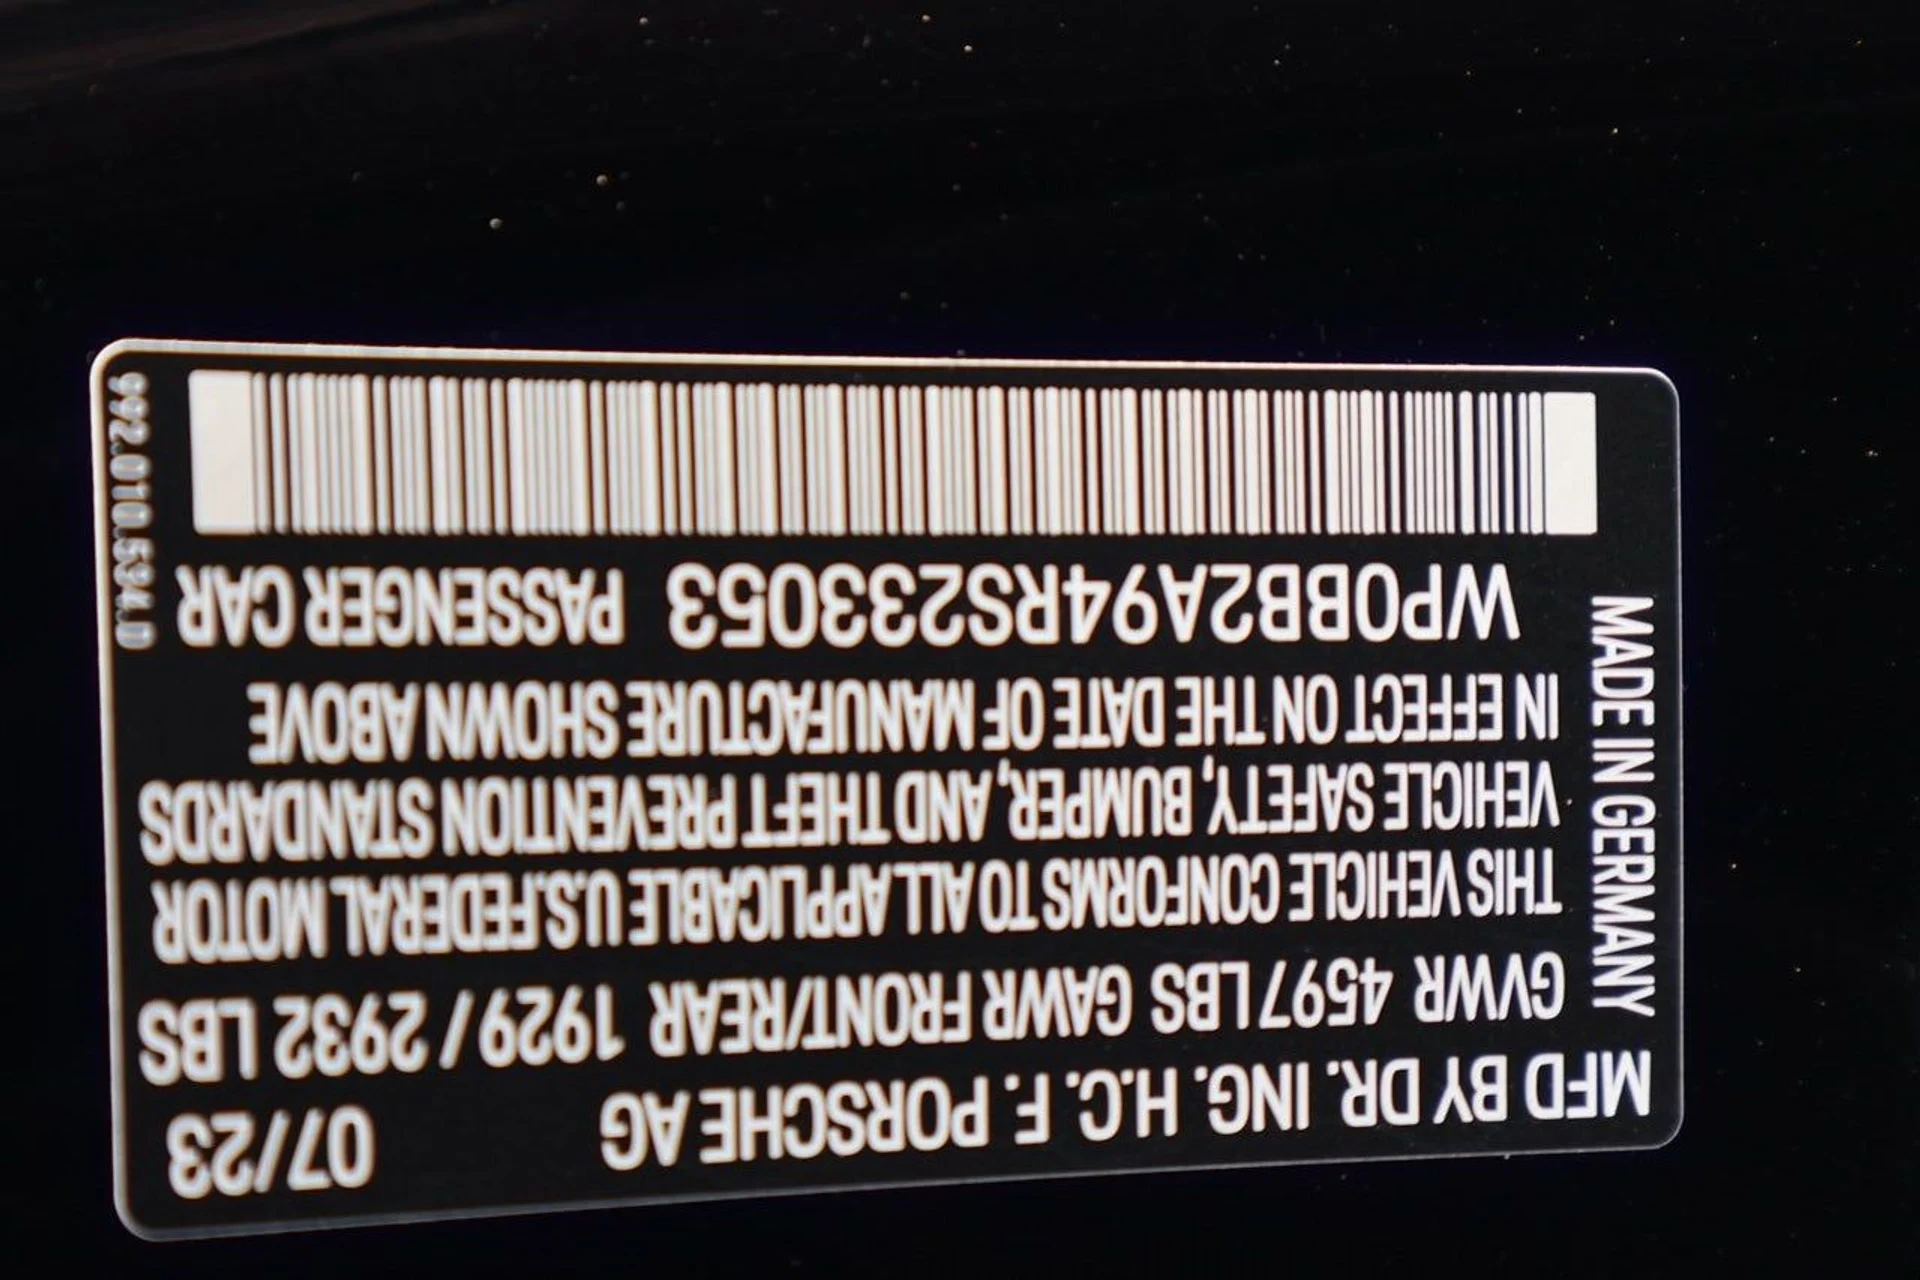 MFD BY DR. ING. H.C. F. PORSCHE AG 07/23
GVWR 4597 LBS GAWR FRONT/REAR 1929 / 2932 LBS
THIS VEHICLE CONFORMS TO ALL APPLICABLE U.S.FEDERAL MOTOR
VEHICLE SAFETY, BUMPER, AND THEFT PREVENTION STANDARDS
IN EFFECT ON THE DATE OF MANUFACTURE SHOWN ABOVE
WP0BB2A94RS233053 PASSENGER CAR
MADE IN GERMANY
992.010.594.D